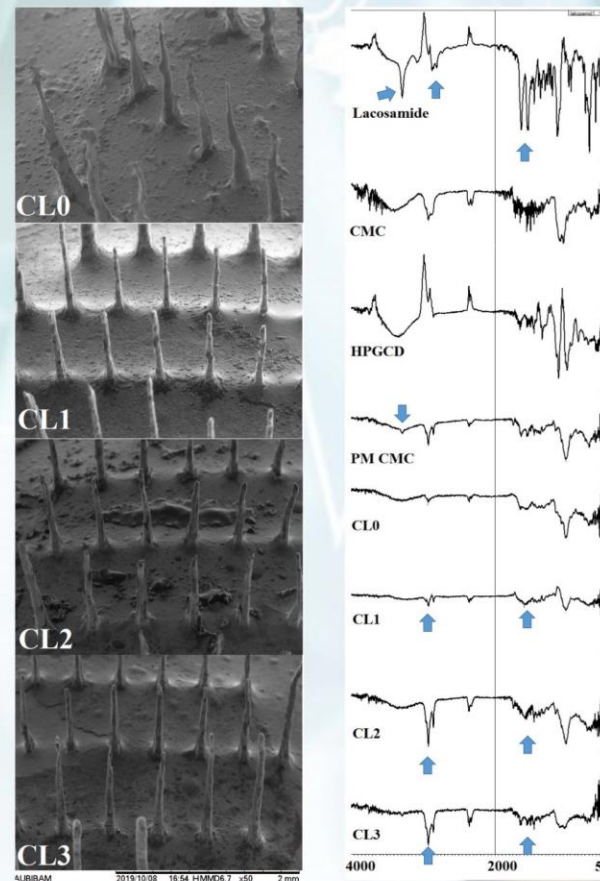 CL0
CL1
CL2
CL3
2019/10/08 16:54 HMMD6.7 x50 2 mm
Lacosamide
CMC
HPGCD
PM CMC
CL0
CL1
CL2
CL3
4000 2000